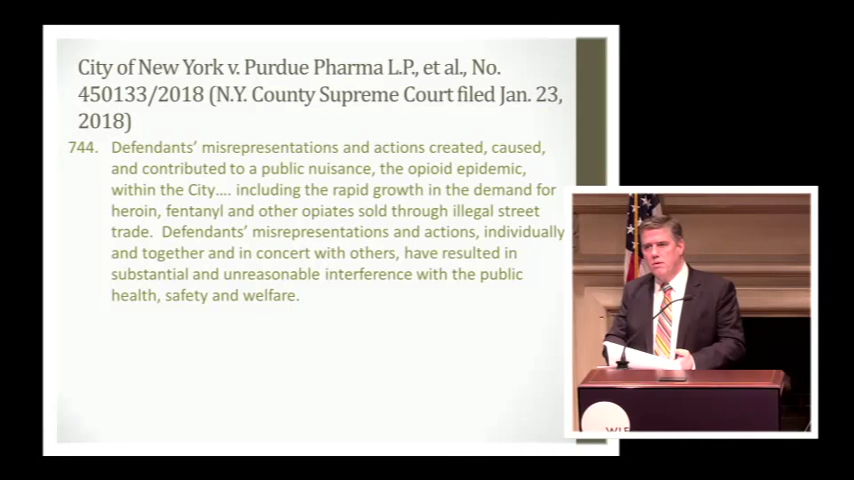 City of New York v. Purdue Pharma L.P., et al., No.
450133/2018 (N.Y. County Supreme Court filed Jan. 23,
2018)
744. Defendants’ misrepresentations and actions created, caused,
and contributed to a public nuisance, the opioid epidemic,
within the City…. including the rapid growth in the demand for
heroin, fentanyl and other opiates sold through illegal street
trade. Defendants’ misrepresentations and actions, individually
and together and in concert with others, have resulted in
substantial and unreasonable interference with the public
health, safety and welfare.